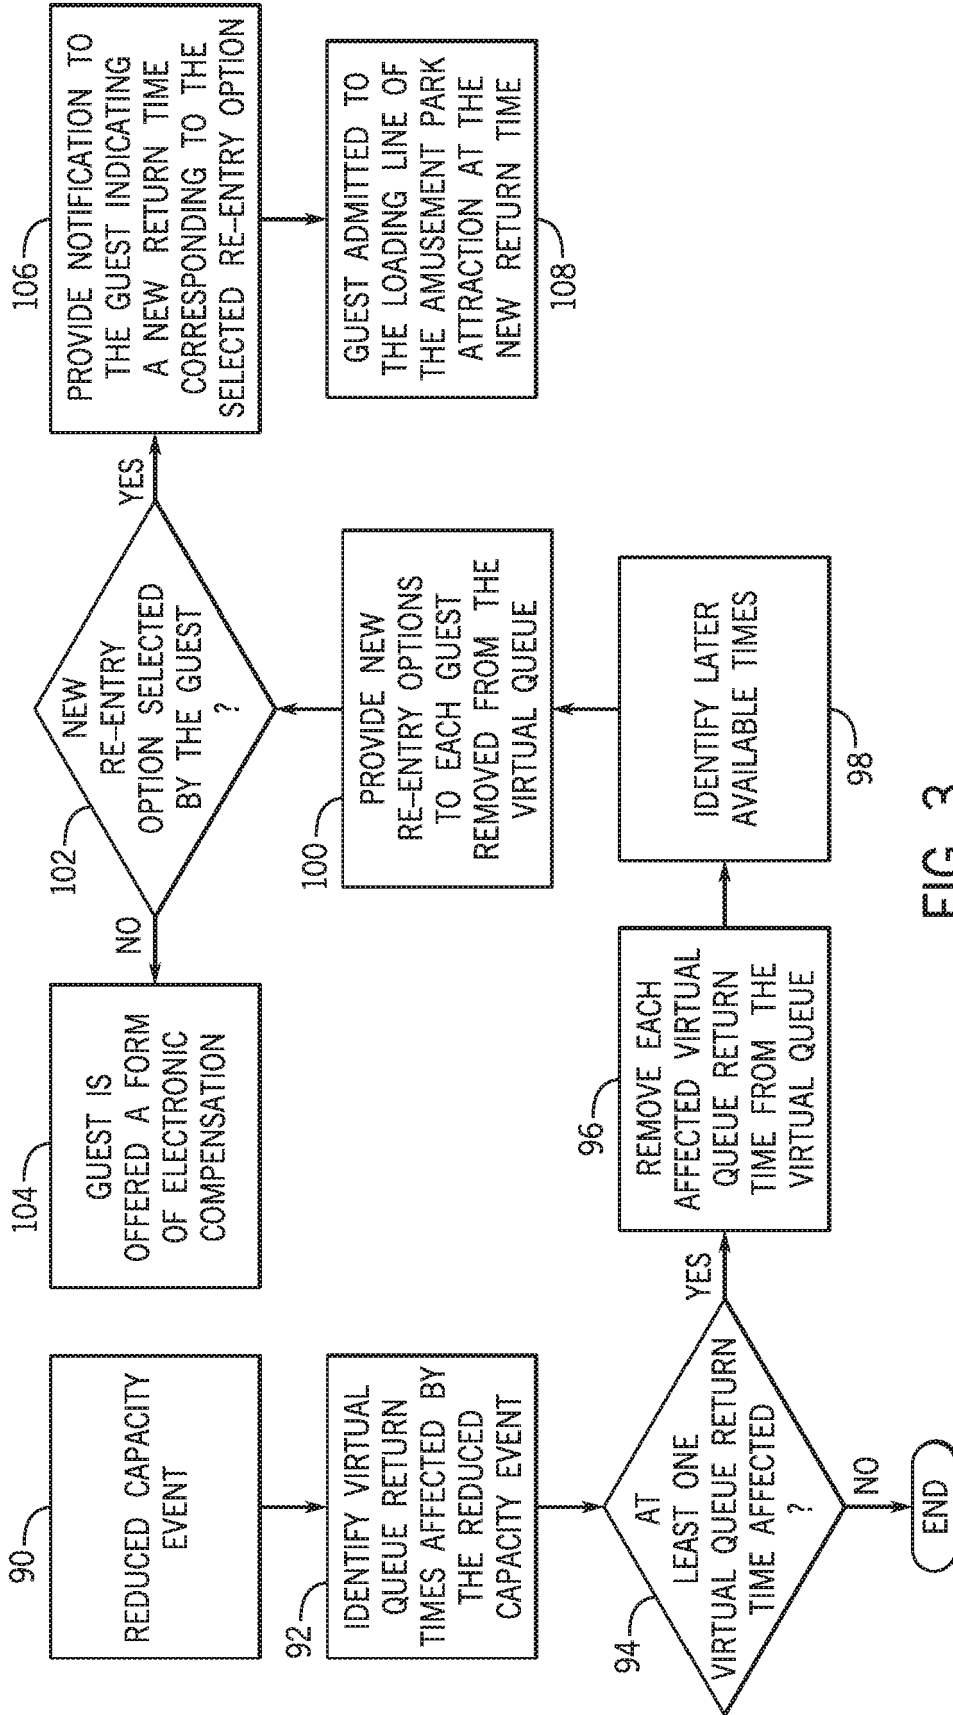 90
REDUCED CAPACITY
EVENT
92
IDENTIFY VIRTUAL
QUEUE RETURN
TIMES AFFECTED BY
THE REDUCED
CAPACITY EVENT
94
AT
LEAST ONE
VIRTUAL QUEUE RETURN
TIME AFFECTED
?
NO
END
YES
96
REMOVE EACH
AFFECTED VIRTUAL
QUEUE RETURN
TIME FROM THE
VIRTUAL QUEUE
98
IDENTIFY LATER
AVAILABLE TIMES
100
PROVIDE NEW
RE-ENTRY OPTIONS
TO EACH GUEST
REMOVED FROM THE
VIRTUAL QUEUE
102
NEW
RE-ENTRY
OPTION SELECTED
BY THE GUEST
?
NO
104
GUEST IS
OFFERED A FORM
OF ELECTRONIC
COMPENSATION
YES
106
PROVIDE NOTIFICATION TO
THE GUEST INDICATING
A NEW RETURN TIME
CORRESPONDING TO THE
SELECTED RE-ENTRY OPTION
108
GUEST ADMITTED TO
THE LOADING LINE OF
THE AMUSEMENT PARK
ATTRACTION AT THE
NEW RETURN TIME
FIG. 3